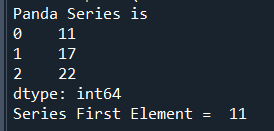 Panda Series is
0    11
1    17
2    22
dtype: int64
Series First Element =  11